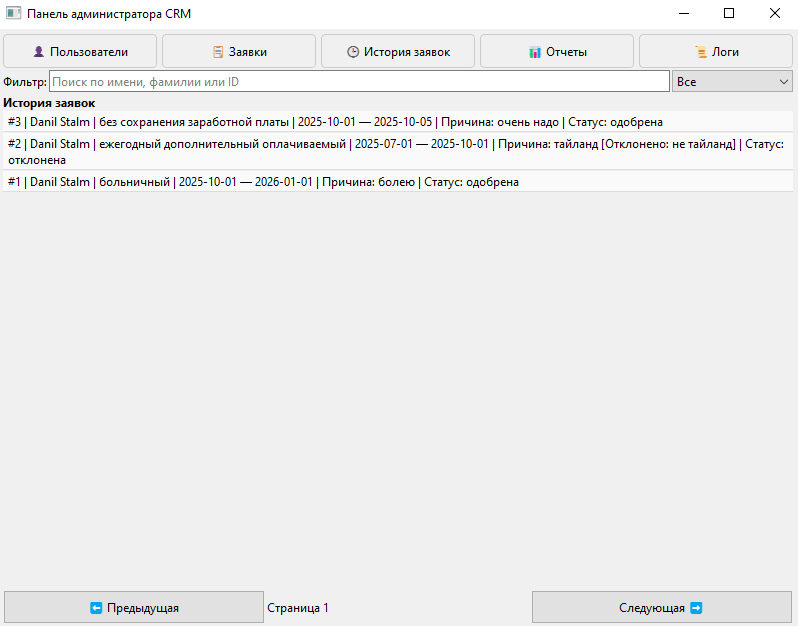 Панель администратора CRM
Пользователи
Заявки
История заявок
Отчеты
Логи
Фильтр: Поиск по имени, фамилии или ID Все
История заявок
#3 | Danil Stalm | без сохранения заработной платы | 2025-10-01 — 2025-10-05 | Причина: очень надо | Статус: одобрена
#2 | Danil Stalm | ежегодный дополнительный оплачиваемый | 2025-07-01 — 2025-10-01 | Причина: тайланд [Отклонено: не тайланд] | Статус:
отклонена
#1 | Danil Stalm | больничный | 2025-10-01 — 2026-01-01 | Причина: болею | Статус: одобрена
Предыдущая
Страница 1
Следующая